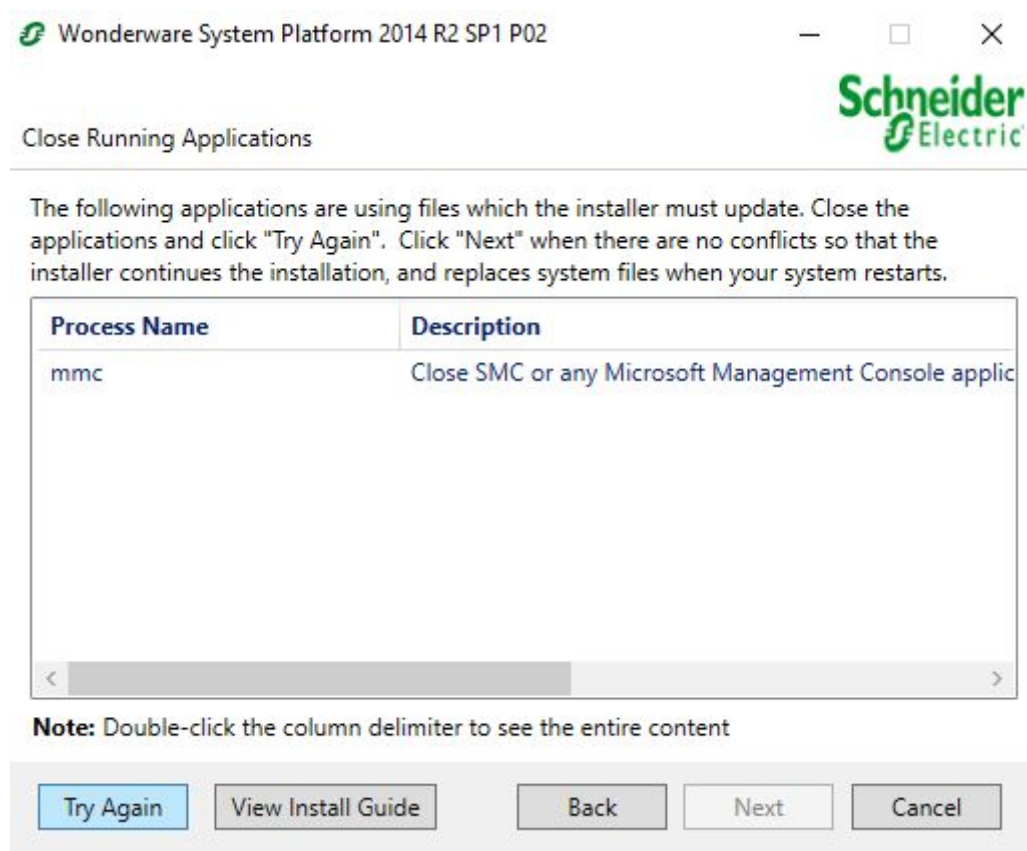 Wonderware System Platform 2014 R2 SP1 P02
Schneider
Electric
Close Running Applications
The following applications are using files which the installer must update. Close the
applications and click "Try Again".  Click "Next" when there are no conflicts so that the
installer continues the installation, and replaces system files when your system restarts.
Process Name Description
mmc Close SMC or any Microsoft Management Console applic
Note: Double-click the column delimiter to see the entire content
Try Again View Install Guide Back Next Cancel